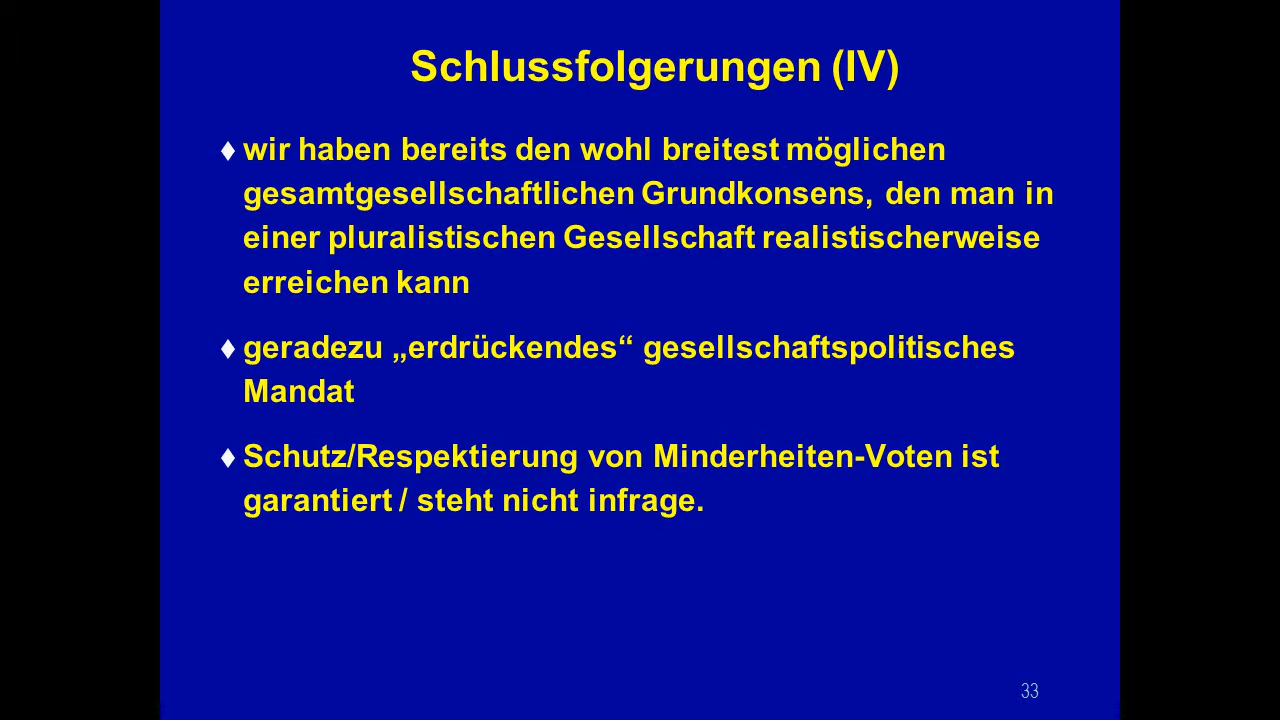 Schlussfolgerungen (IV)
♦ wir haben bereits den wohl breitest möglichen
gesamtgesellschaftlichen Grundkonsens, den man in
einer pluralistischen Gesellschaft realistischerweise
erreichen kann
♦ geradezu „erdrückendes“ gesellschaftspolitisches
Mandat
♦ Schutz/Respektierung von Minderheiten-Voten ist
garantiert / steht nicht infrage.
33